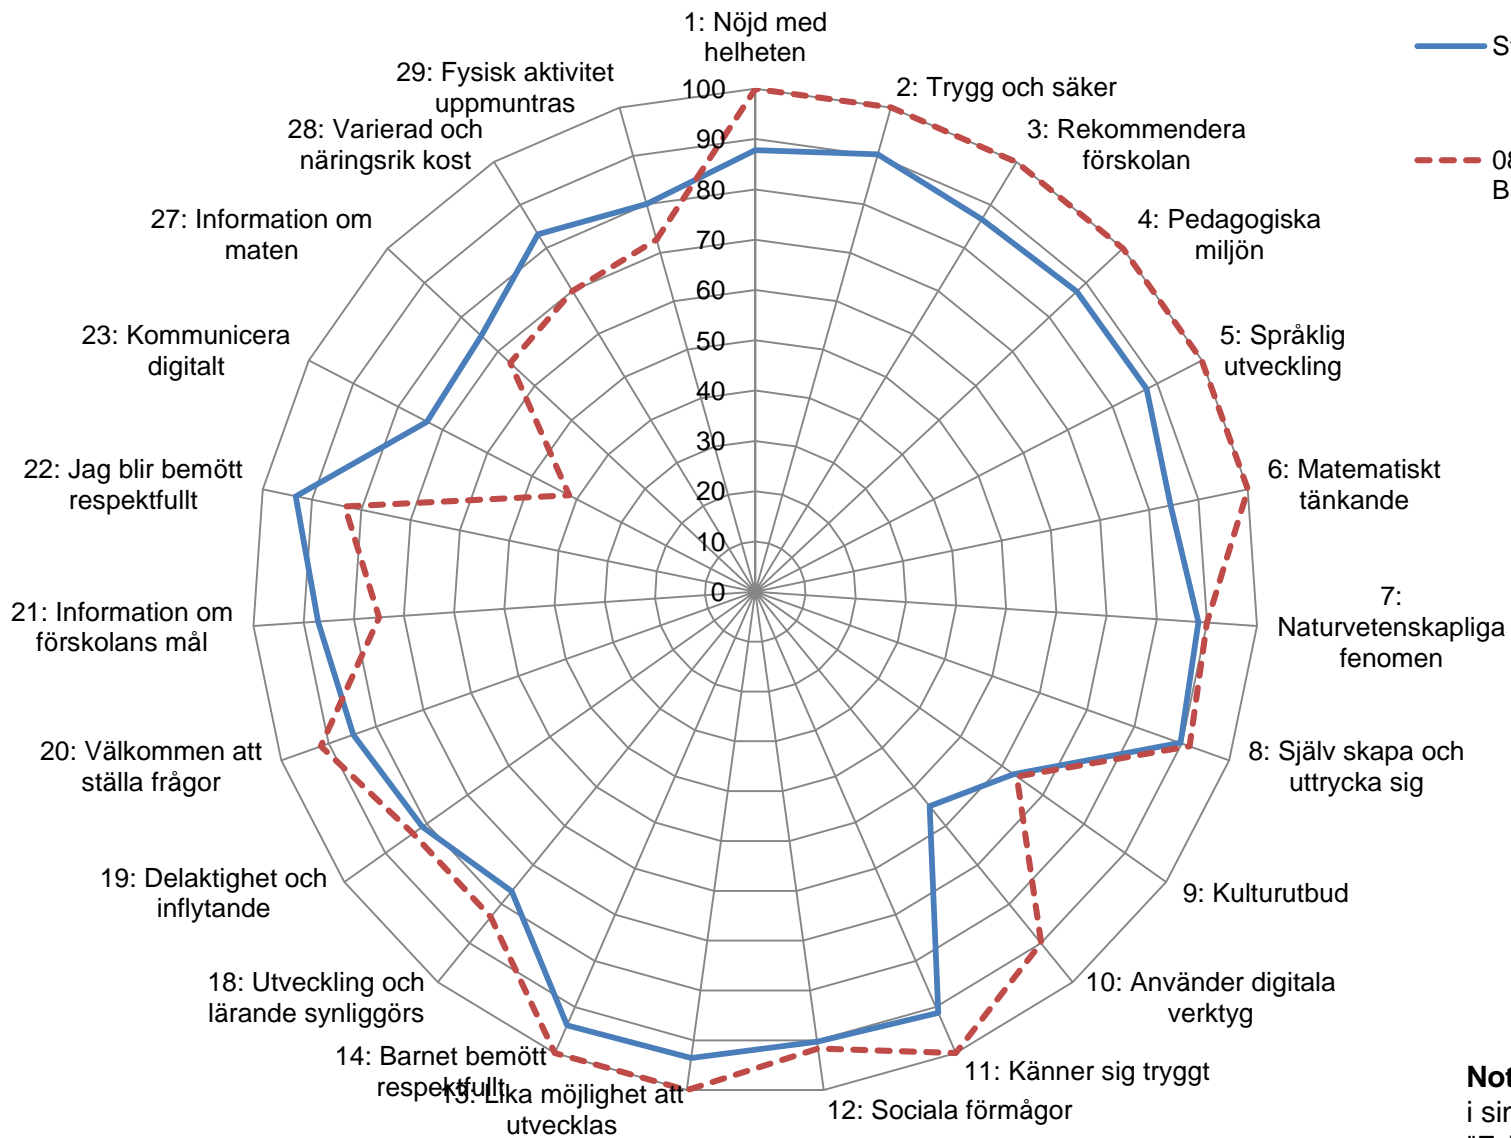 1: Nöjd med
helheten
2: Trygg och säker
3: Rekommendera
förskolan
4: Pedagogiska
miljön
5: Språklig
utveckling
6: Matematiskt
tänkande
7:
Naturvetenskapliga
fenomen
8: Själv skapa och
uttrycka sig
9: Kulturutbud
10: Använder digitala
verktyg
11: Känner sig tryggt
12: Sociala förmågor
13: Lika möjlighet att
utvecklas
14: Barnet bemött
respektfullt
18: Utveckling och
lärande synliggörs
19: Delaktighet och
inflytande
20: Välkommen att
ställa frågor
21: Information om
förskolans mål
22: Jag blir bemött
respektfullt
23: Kommunicera
digitalt
27: Information om
maten
28: Varierad och
näringsrik kost
29: Fysisk aktivitet
uppmuntras
100
90
80
70
60
50
40
30
20
10
0
S
08
B
Not
i sin